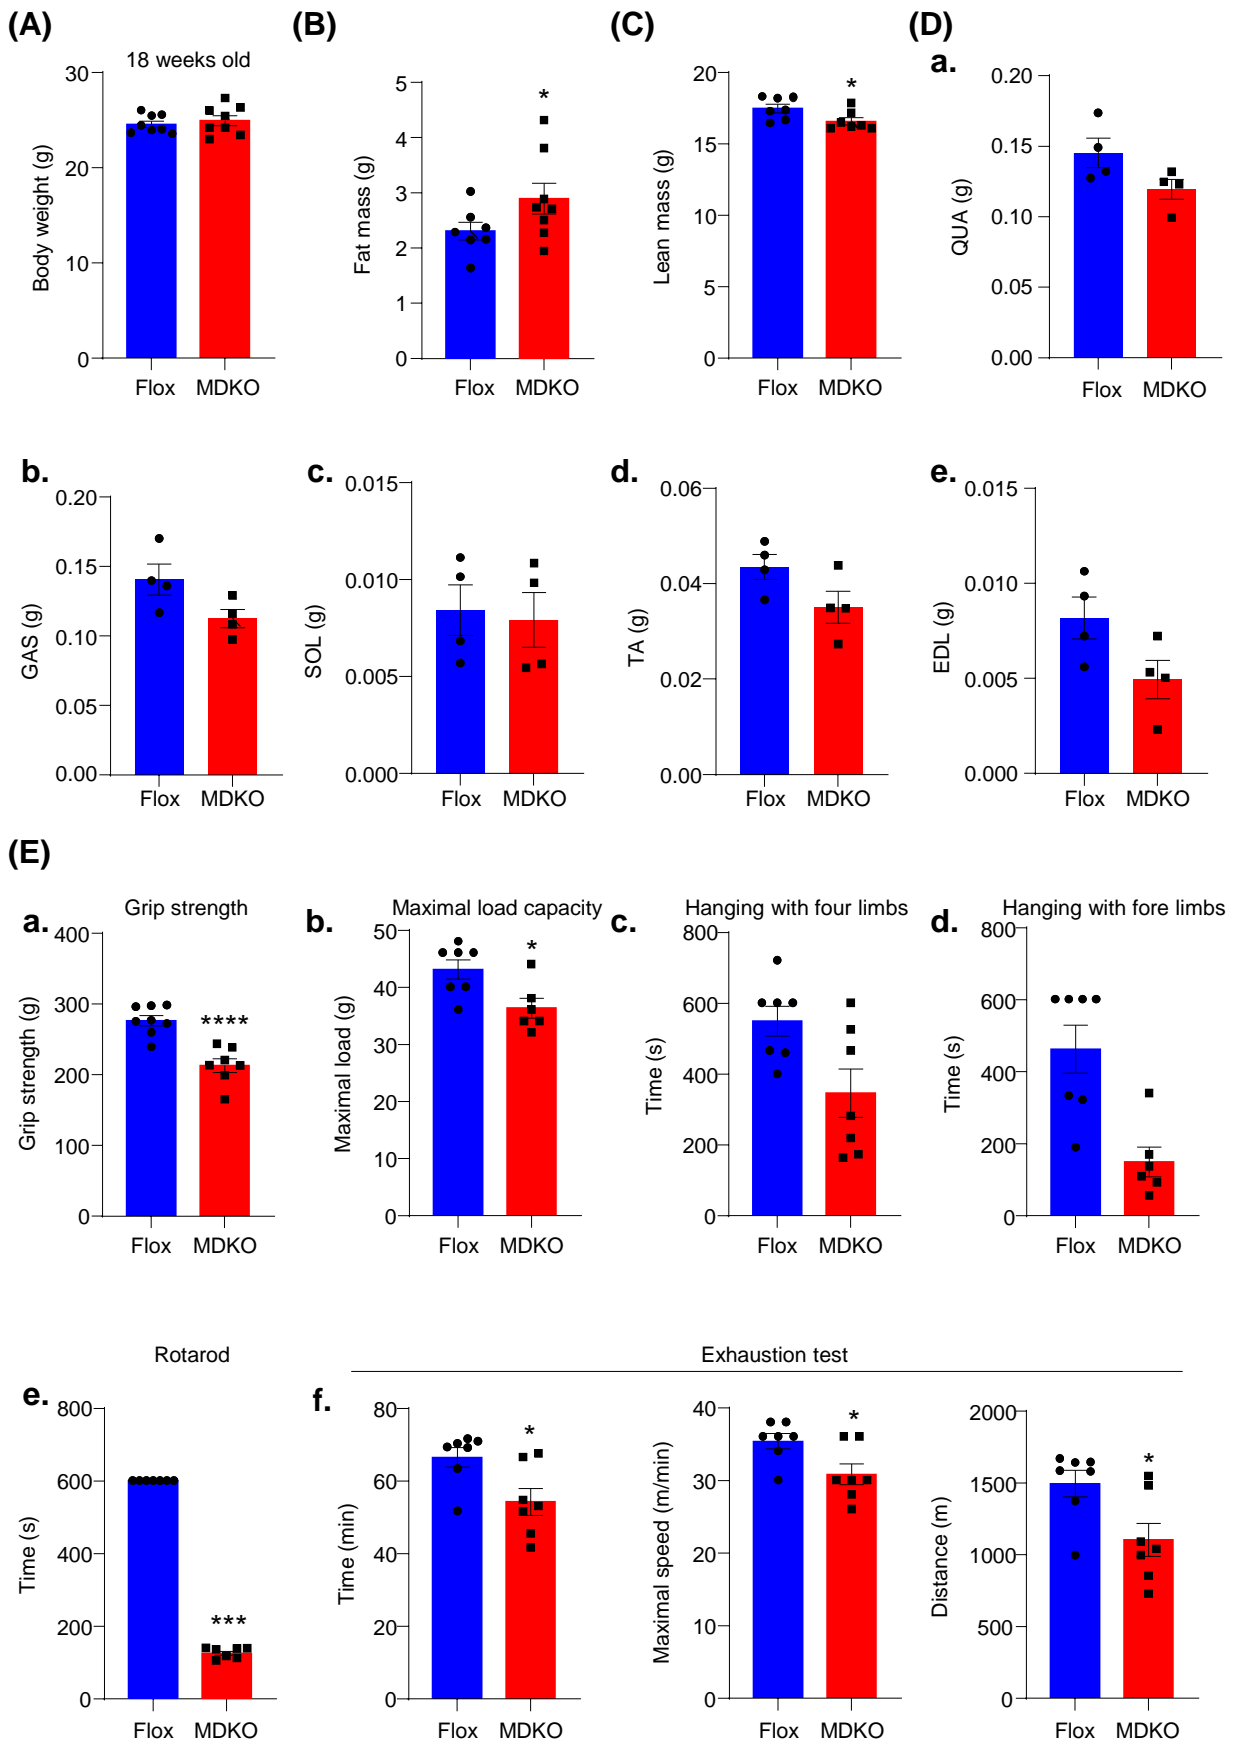 (A)
(B)
(C)
(D)
18 weeks old
Body weight (g)
30
20
10
0
Flox MDKO
Fat mass (g)
5
4
3
2
1
0
*
Flox MDKO
Lean mass (g)
20
15
10
5
0
*
Flox MDKO
a.
QUA (g)
0.20
0.15
0.10
0.05
0.00
Flox MDKO
b.
GAS (g)
0.20
0.15
0.10
0.05
0.00
Flox MDKO
c.
SOL (g)
0.015
0.010
0.005
0.000
Flox MDKO
d.
TA (g)
0.06
0.04
0.02
0.00
Flox MDKO
e.
EDL (g)
0.015
0.010
0.005
0.000
Flox MDKO
(E)
a.
Grip strength
Grip strength (g)
400
300
200
100
0
****
Flox MDKO
b.
Maximal load capacity
Maximal load (g)
50
40
30
20
10
0
*
Flox MDKO
c.
Hanging with four limbs
Time (s)
800
600
400
200
0
Flox MDKO
d.
Hanging with fore limbs
Time (s)
800
600
400
200
0
Flox MDKO
e.
Rotarod
Time (s)
800
600
400
200
0
***
Flox MDKO
f.
Exhaustion test
Time (min)
80
60
40
20
0
*
Flox MDKO
Maximal speed (m/min)
40
30
20
10
0
*
Flox MDKO
Distance (m)
2000
1500
1000
500
0
*
Flox MDKO